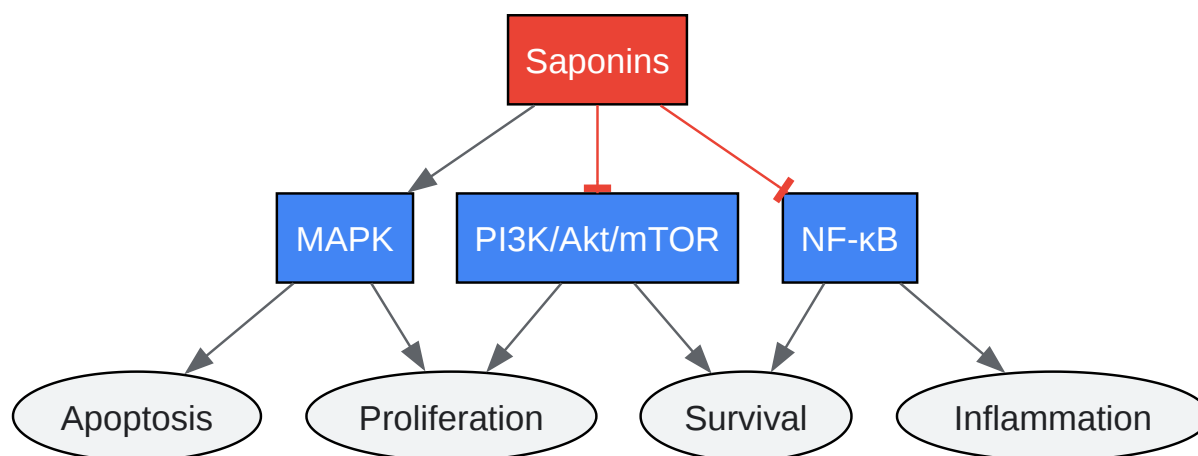 Saponins
MAPK
PI3K/Akt/mTOR
NF-κB
Apoptosis
Proliferation
Survival
Inflammation